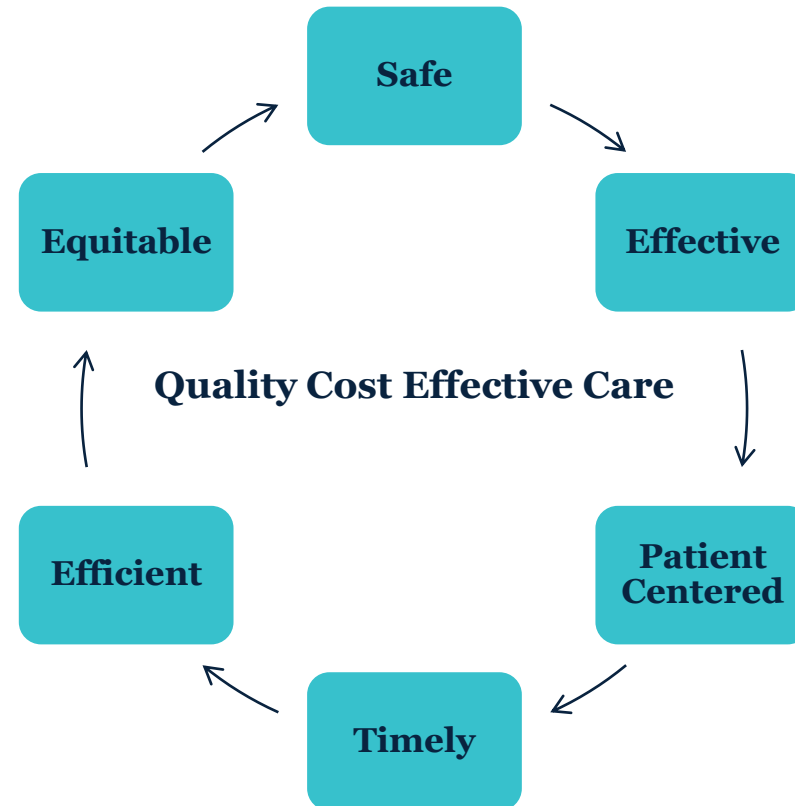 Safe
Equitable
Effective
Quality Cost Effective Care
Efficient
Patient
Centered
Timely